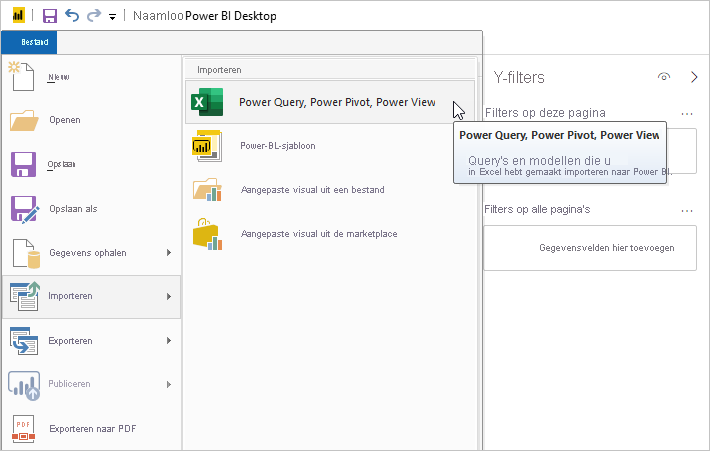 NaamlooPower BI Desktop
Bestand
Nieuw
Openen
Opslaan
Opslaan als
Gegevens ophalen
Importeren
Exporteren
Publiceren
Exporteren naar PDF
Importeren
Power Query, Power Pivot, Power View
Power-BL-sjabloon
Aangepaste visual uit een bestand
Aangepaste visual uit de marketplace
Power Query, Power Pivot, Power View
Query's en modellen die u
in Excel hebt gemaakt importeren naar Power BI.
Y-filters
Filters op deze pagina
Filters op alle pagina's
Gegevensvelden hier toevoegen